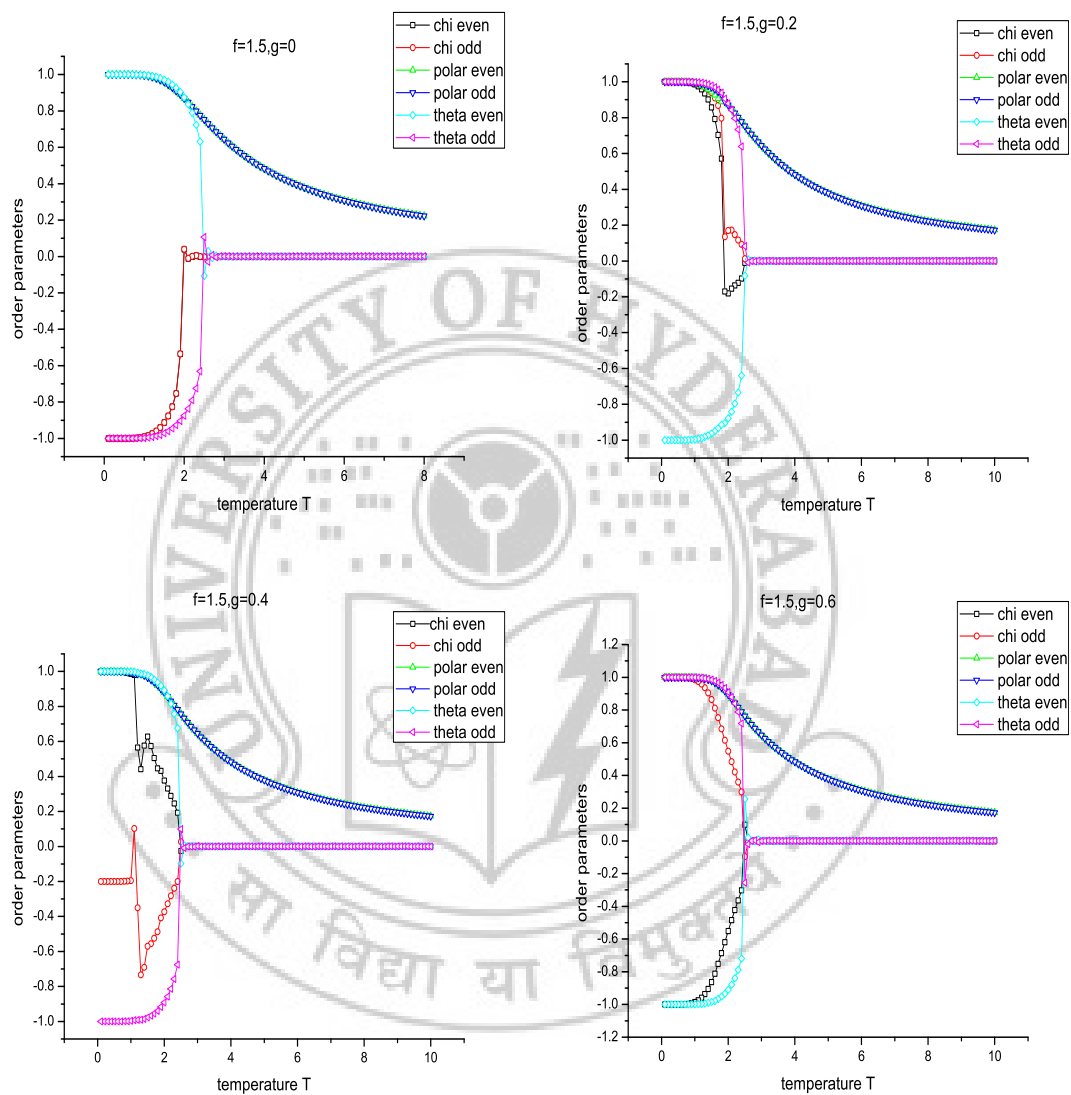 f=1.5,g=0
chi even
chi odd
polar even
polar odd
theta even
theta odd
1.0
0.8
0.6
0.4
0.2
0.0
-0.2
-0.4
-0.6
-0.8
-1.0
order parameters
0 2 4 6 8
temperature T
f=1.5,g=0.2
chi even
chi odd
polar even
polar odd
theta even
theta odd
1.0
0.8
0.6
0.4
0.2
0.0
-0.2
-0.4
-0.6
-0.8
-1.0
order parameters
0 2 4 6 8 10
temperature T
f=1.5,g=0.4
chi even
chi odd
polar even
polar odd
theta even
theta odd
1.0
0.8
0.6
0.4
0.2
0.0
-0.2
-0.4
-0.6
-0.8
-1.0
order parameters
0 2 4 6 8 10
temperature T
f=1.5,g=0.6
chi even
chi odd
polar even
polar odd
theta even
theta odd
1.2
1.0
0.8
0.6
0.4
0.2
0.0
-0.2
-0.4
-0.6
-0.8
-1.0
-1.2
order parameters
0 2 4 6 8 10
temperature T
UNIVERSITY OF HYDERABAD
सा विद्या या विमुक्तये